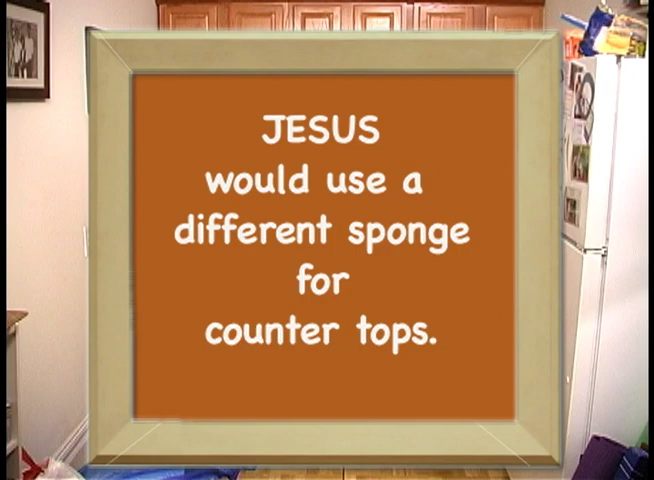 JESUS
would use a
different sponge
for
counter tops.